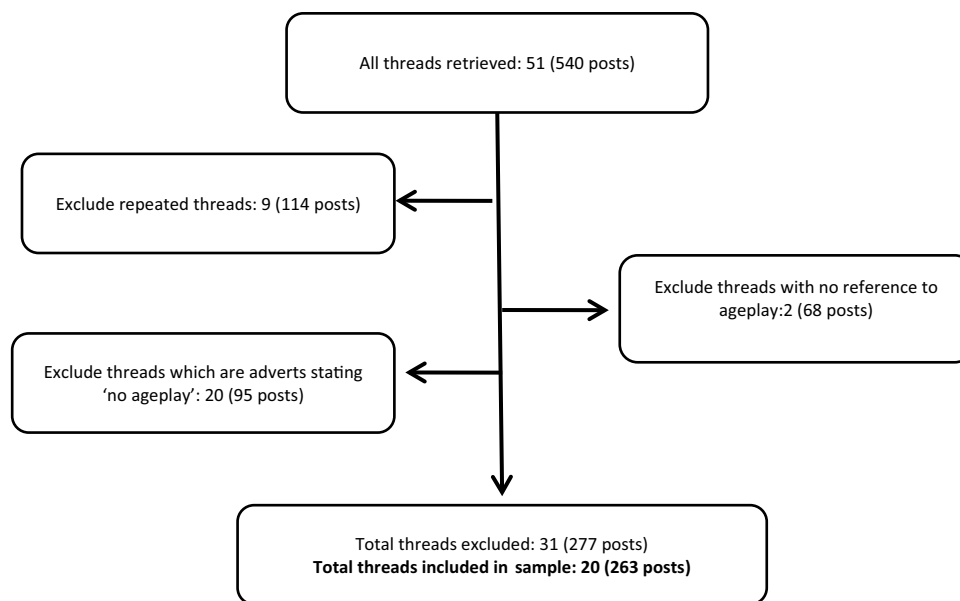 All threads retrieved: 51 (540 posts)
Exclude repeated threads: 9 (114 posts)
Exclude threads with no reference to
ageplay:2 (68 posts)
Exclude threads which are adverts stating
‘no ageplay’: 20 (95 posts)
Total threads excluded: 31 (277 posts)
Total threads included in sample: 20 (263 posts)